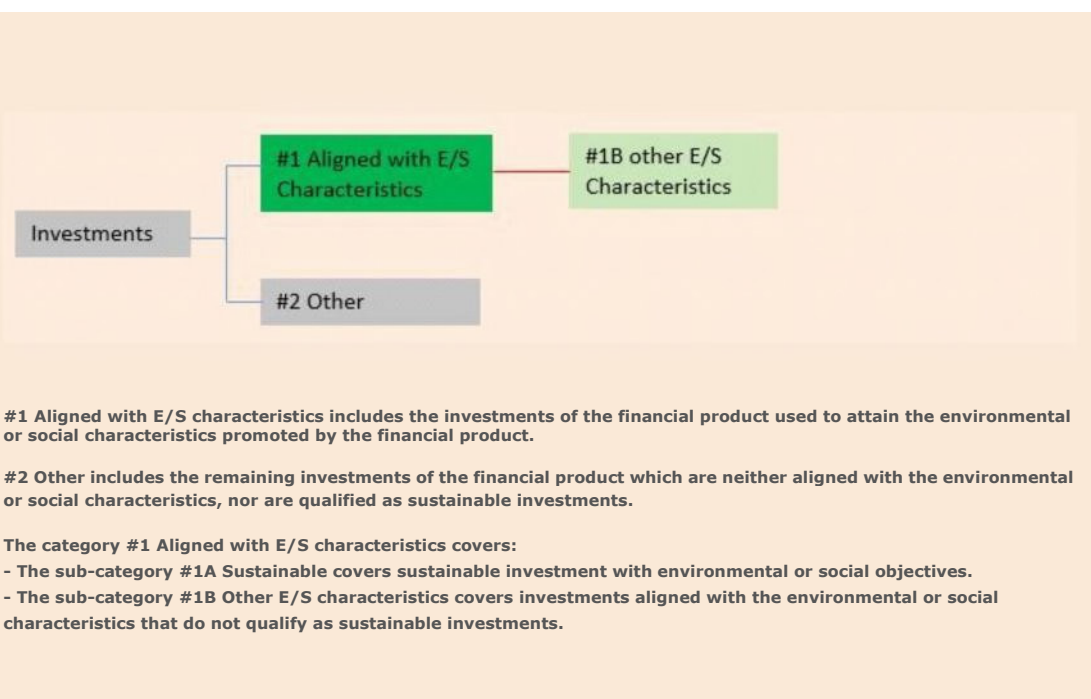 #1 Aligned with E/S
Characteristics
#1B other E/S
Characteristics
Investments
#2 Other
#1 Aligned with E/S characteristics includes the investments of the financial product used to attain the environmental
or social characteristics promoted by the financial product.
#2 Other includes the remaining investments of the financial product which are neither aligned with the environmental
or social characteristics, nor are qualified as sustainable investments.
The category #1 Aligned with E/S characteristics covers:
- The sub-category #1A Sustainable covers sustainable investment with environmental or social objectives.
- The sub-category #1B Other E/S characteristics covers investments aligned with the environmental or social
characteristics that do not qualify as sustainable investments.